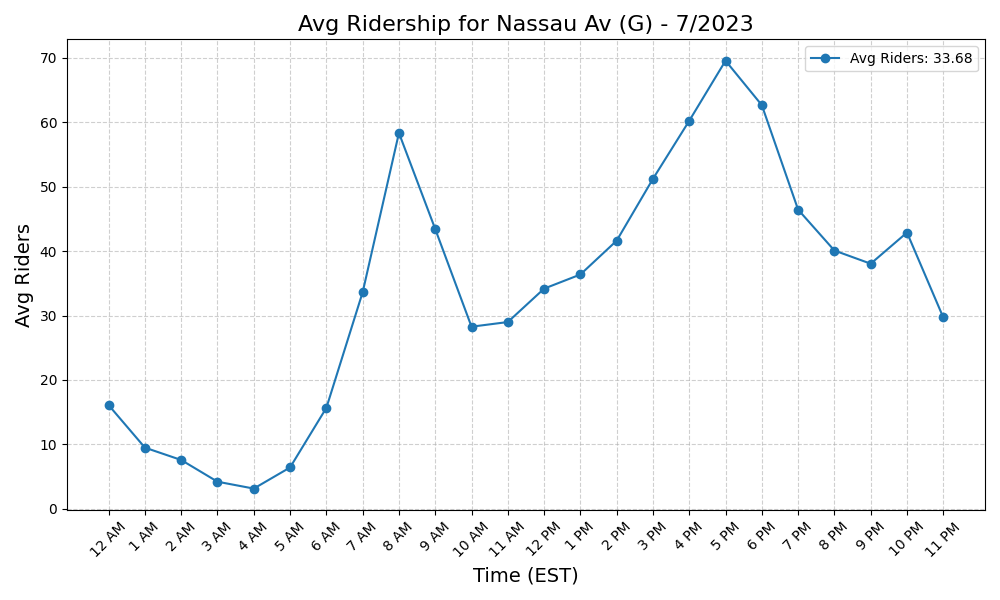 Avg Ridership for Nassau Av (G) - 7/2023
Avg Riders: 33.68
Avg Riders
70
60
50
40
30
20
10
0
12 AM
1 AM
2 AM
3 AM
4 AM
5 AM
6 AM
7 AM
8 AM
9 AM
10 AM
11 AM
12 PM
1 PM
2 PM
3 PM
4 PM
5 PM
6 PM
7 PM
8 PM
9 PM
10 PM
11 PM
Time (EST)